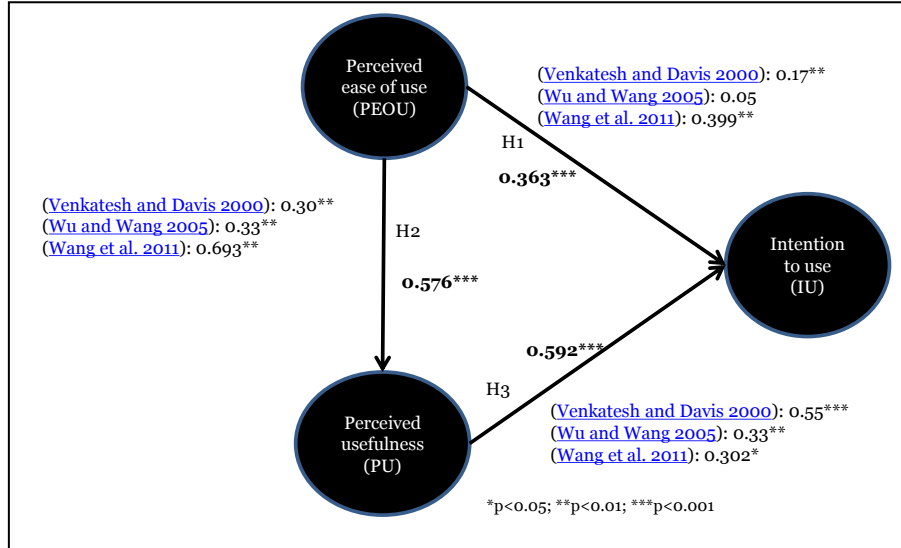 Perceived
ease of use
(PEOU)
(Venkatesh and Davis 2000): 0.17**
(Wu and Wang 2005): 0.05
(Wang et al. 2011): 0.399**
H1
0.363***
(Venkatesh and Davis 2000): 0.30**
(Wu and Wang 2005): 0.33**
(Wang et al. 2011): 0.693**
H2
0.576***
Intention
to use
(IU)
0.592***
H3
Perceived
usefulness
(PU)
(Venkatesh and Davis 2000): 0.55***
(Wu and Wang 2005): 0.33**
(Wang et al. 2011): 0.302*
*p<0.05; **p<0.01; ***p<0.001